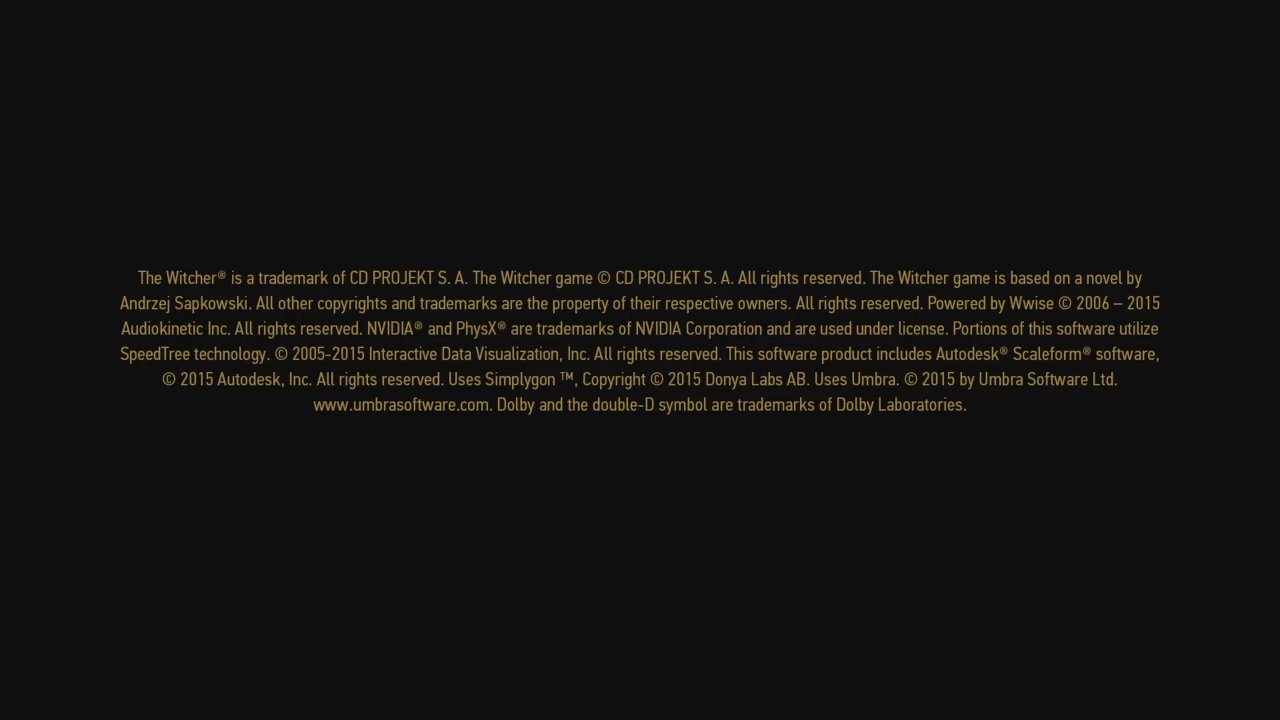 The Witcher® is a trademark of CD PROJEKT S. A. The Witcher game © CD PROJEKT S. A. All rights reserved. The Witcher game is based on a novel by
Andrzej Sapkowski. All other copyrights and trademarks are the property of their respective owners. All rights reserved. Powered by Wwise © 2006 – 2015
Audiokinetic Inc. All rights reserved. NVIDIA® and PhysX® are trademarks of NVIDIA Corporation and are used under license. Portions of this software utilize
SpeedTree technology. © 2005-2015 Interactive Data Visualization, Inc. All rights reserved. This software product includes Autodesk® Scaleform® software,
© 2015 Autodesk, Inc. All rights reserved. Uses Simplygon ™, Copyright © 2015 Donya Labs AB. Uses Umbra. © 2015 by Umbra Software Ltd.
www.umbrasoftware.com. Dolby and the double-D symbol are trademarks of Dolby Laboratories.